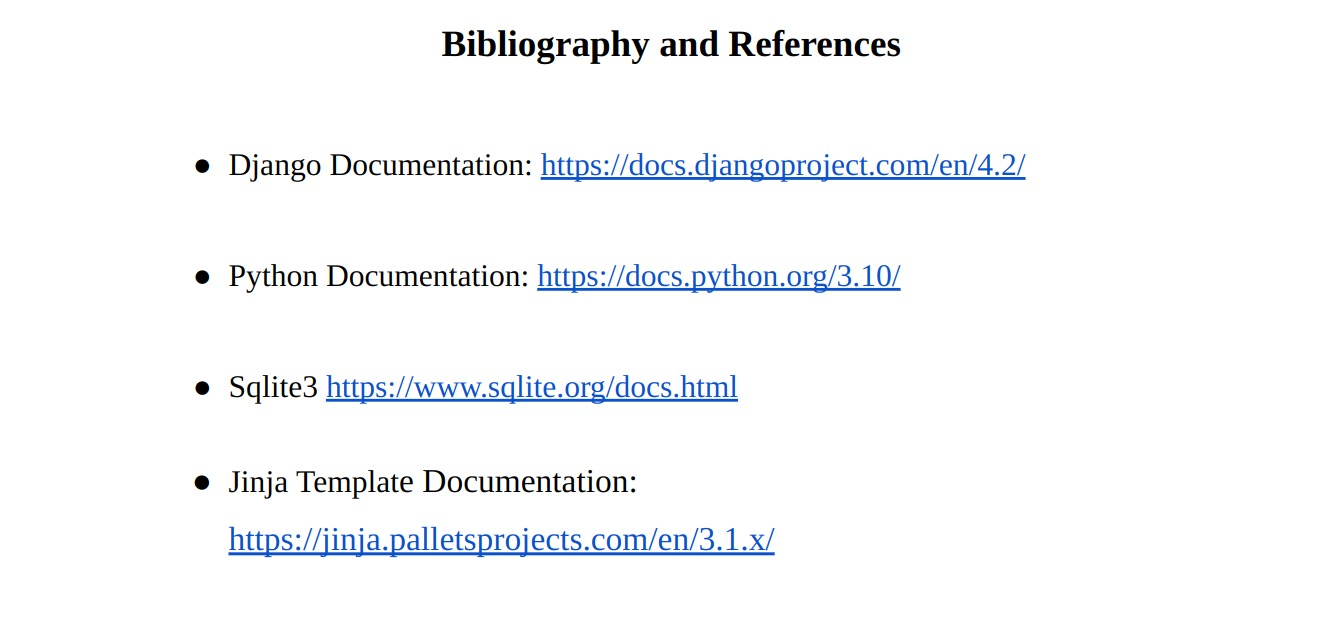 Bibliography and References
● Django Documentation: https://docs.djangoproject.com/en/4.2/
● Python Documentation: https://docs.python.org/3.10/
● Sqlite3 https://www.sqlite.org/docs.html
● Jinja Template Documentation:
https://jinja.palletsprojects.com/en/3.1.x/